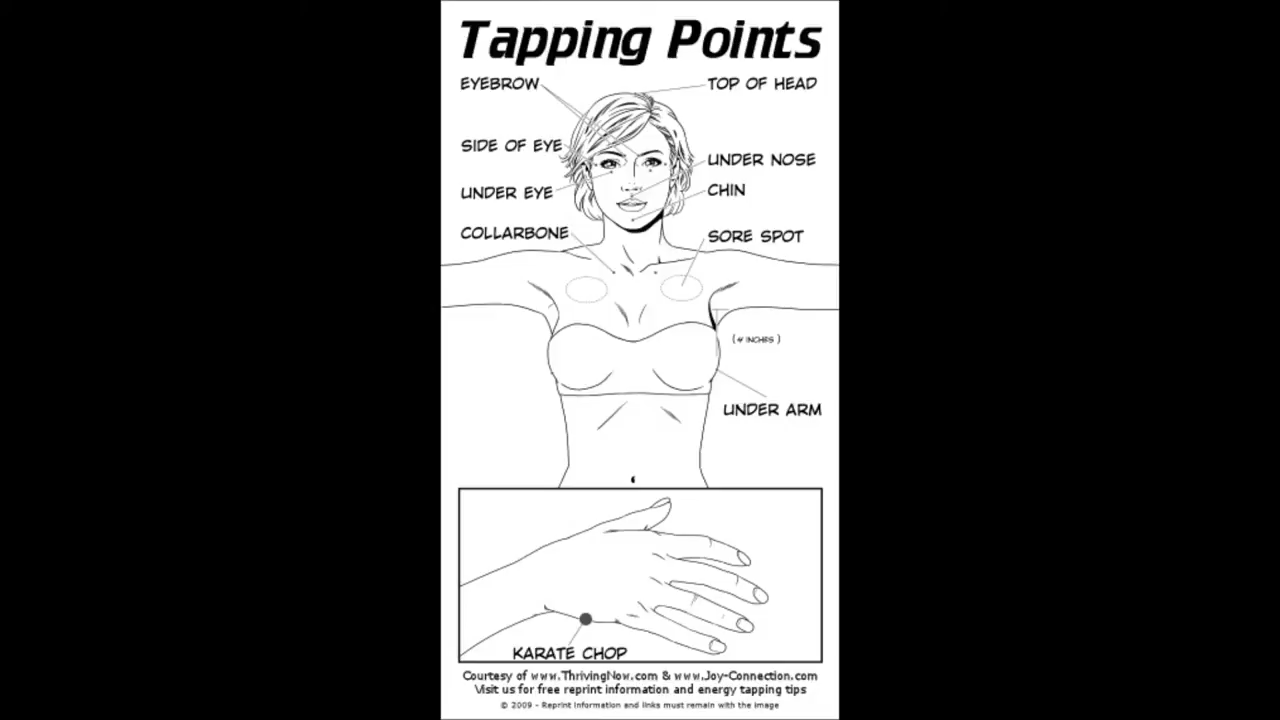 Tapping Points
EYEBROW
TOP OF HEAD
SIDE OF EYE
UNDER NOSE
UNDER EYE
CHIN
COLLARBONE
SORE SPOT
(4 INCHES)
UNDER ARM
KARATE CHOP
Courtesy of www.ThrivingNow.com & www.Joy-Connection.com
Visit us for free reprint information and energy tapping tips
© 2009 - Reprint information and links must remain with the image